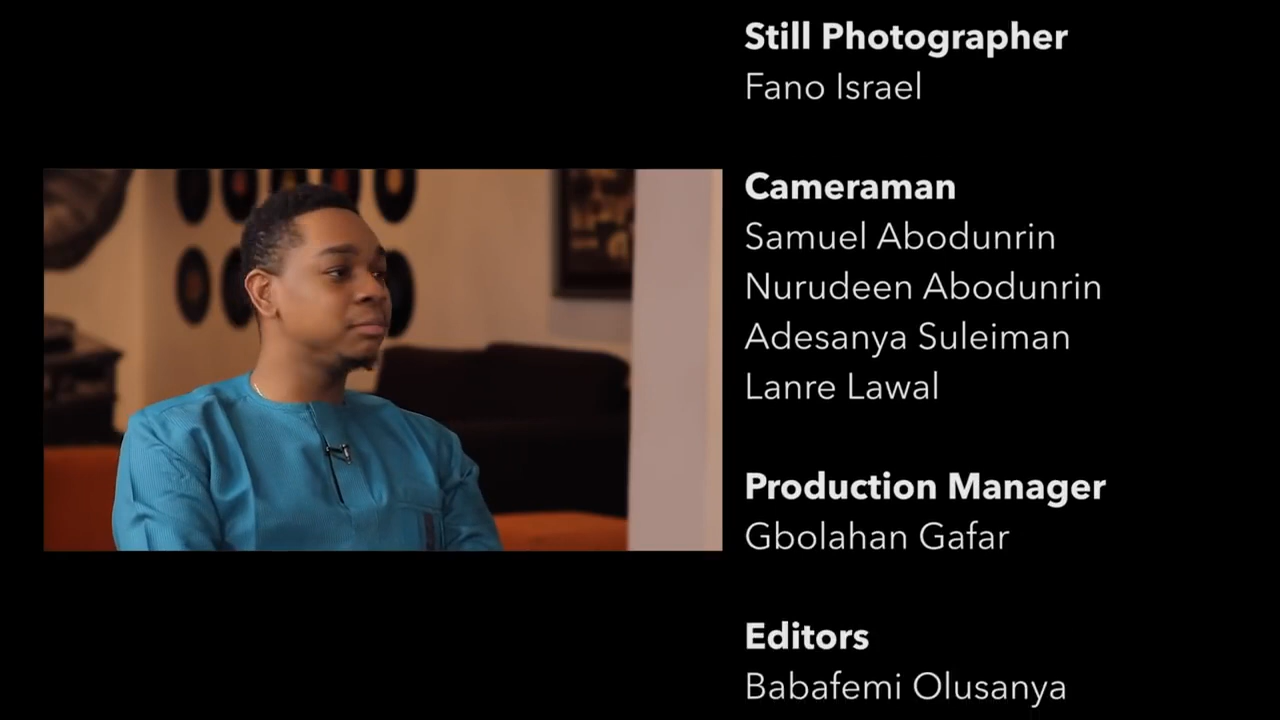 Still Photographer
Fano Israel
Cameraman
Samuel Abodunrin
Nurudeen Abodunrin
Adesanya Suleiman
Lanre Lawal
Production Manager
Gbolahan Gafar
Editors
Babafemi Olusanya